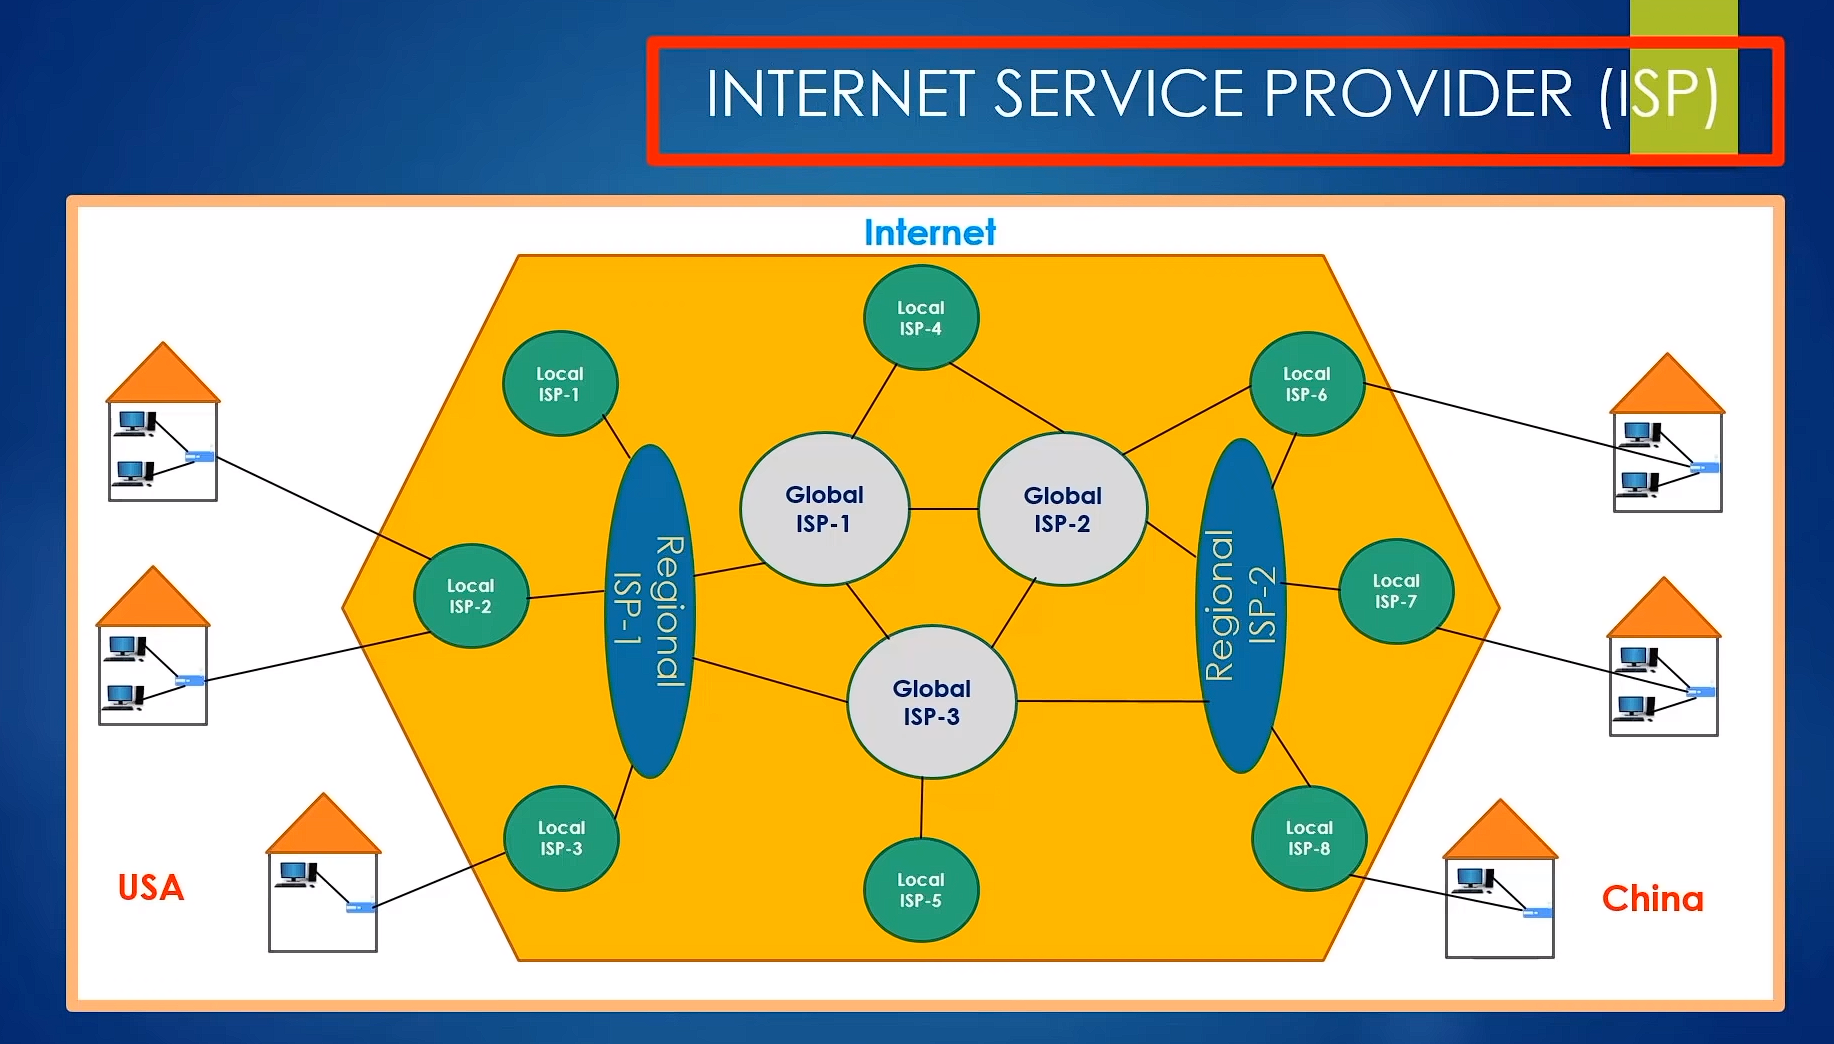 INTERNET SERVICE PROVIDER (ISP)
Internet
Local
ISP-4
Local
ISP-1
Local
ISP-6
Global
ISP-1
Global
ISP-2
Local
ISP-2
Regional
ISP-1
Regional
ISP-2
Local
ISP-7
Global
ISP-3
Local
ISP-3
Local
ISP-5
Local
ISP-8
USA
China